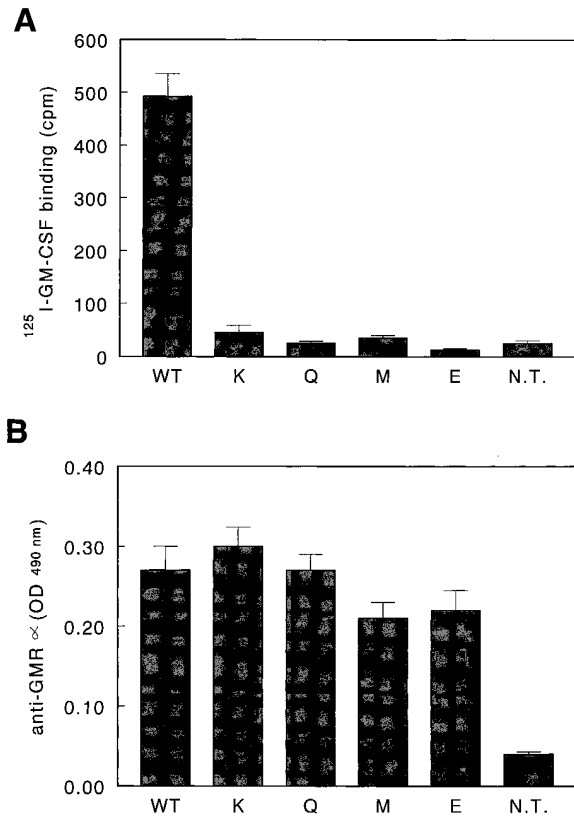 A
600
500
400
300
200
100
0
125 I-GM-CSF binding (cpm)
WT K Q M E N.T.
B
0.40
0.30
0.20
0.10
0.00
anti-GMR ∝ (OD 490 nm)
WT K Q M E N.T.